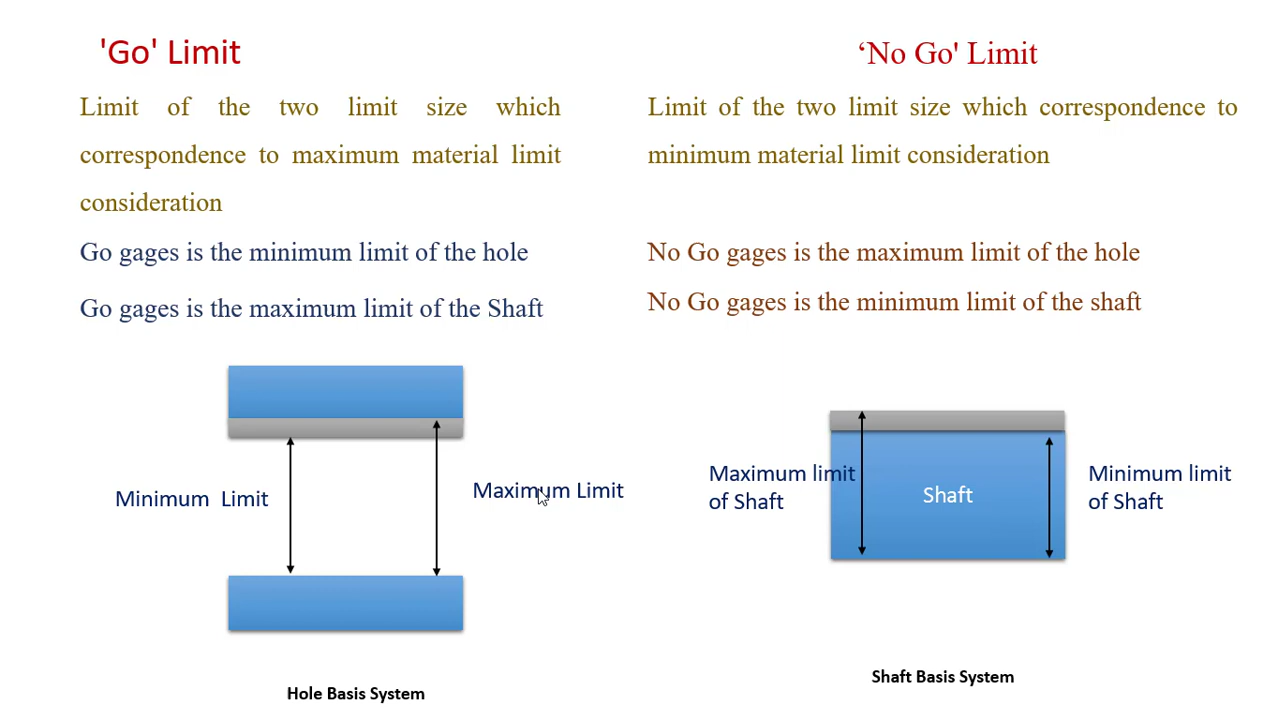 'Go' Limit
Limit of the two limit size which
correspondence to maximum material limit
consideration
Go gages is the minimum limit of the hole
Go gages is the maximum limit of the Shaft
‘No Go' Limit
Limit of the two limit size which correspondence to
minimum material limit consideration
No Go gages is the maximum limit of the hole
No Go gages is the minimum limit of the shaft
Minimum Limit
Maximum Limit
Hole Basis System
Maximum limit
of Shaft
Shaft
Minimum limit
of Shaft
Shaft Basis System